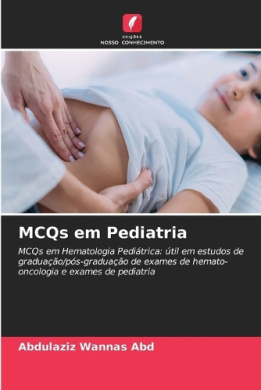 edições
NOSSO CONHECIMENTO
MCQs em Pediatria
MCQs em Hematologia Pediátrica: útil em estudos de
graduação/pós-graduação de exames de hemato-
oncologia e exames de pediatria
Abdulaziz Wannas Abd